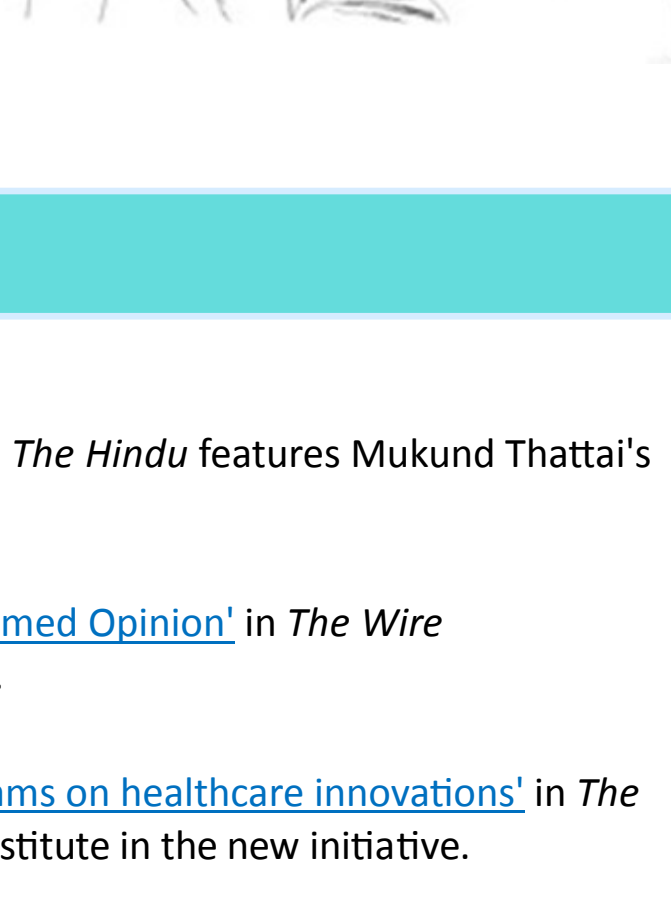 The Hindu features Mukund Thattai's
med Opinion' in The Wire
.
ms on healthcare innovations' in The
stitute in the new initiative.